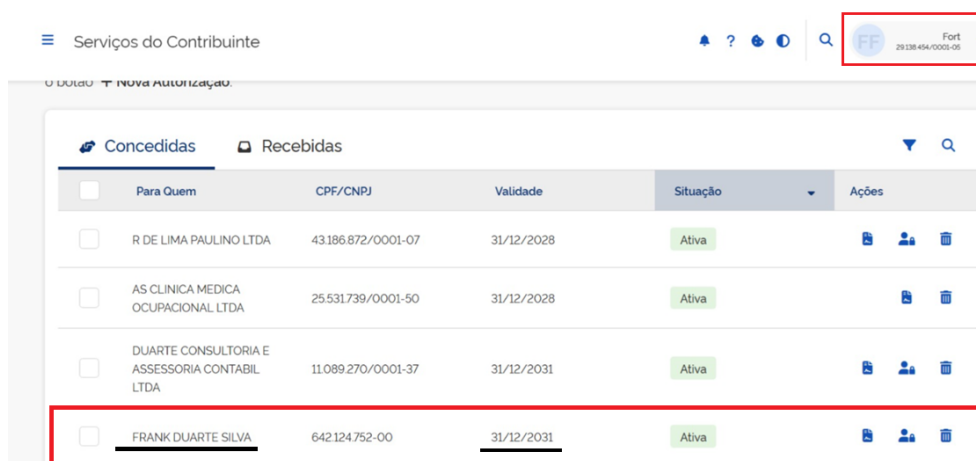 Serviços do Contribuinte
?
FF
Fort
29.138.454/0001-05
o botão + Nova Autorização.
Concedidas
Recebidas
Para Quem CPF/CNPJ Validade Situação Ações
R DE LIMA PAULINO LTDA 43.186.872/0001-07 31/12/2028 Ativa
AS CLINICA MEDICA
OCUPACIONAL LTDA
25.531.739/0001-50 31/12/2028 Ativa
DUARTE CONSULTORIA E
ASSESSORIA CONTABIL
LTDA
11.089.270/0001-37 31/12/2031 Ativa
FRANK DUARTE SILVA 642.124.752-00 31/12/2031 Ativa